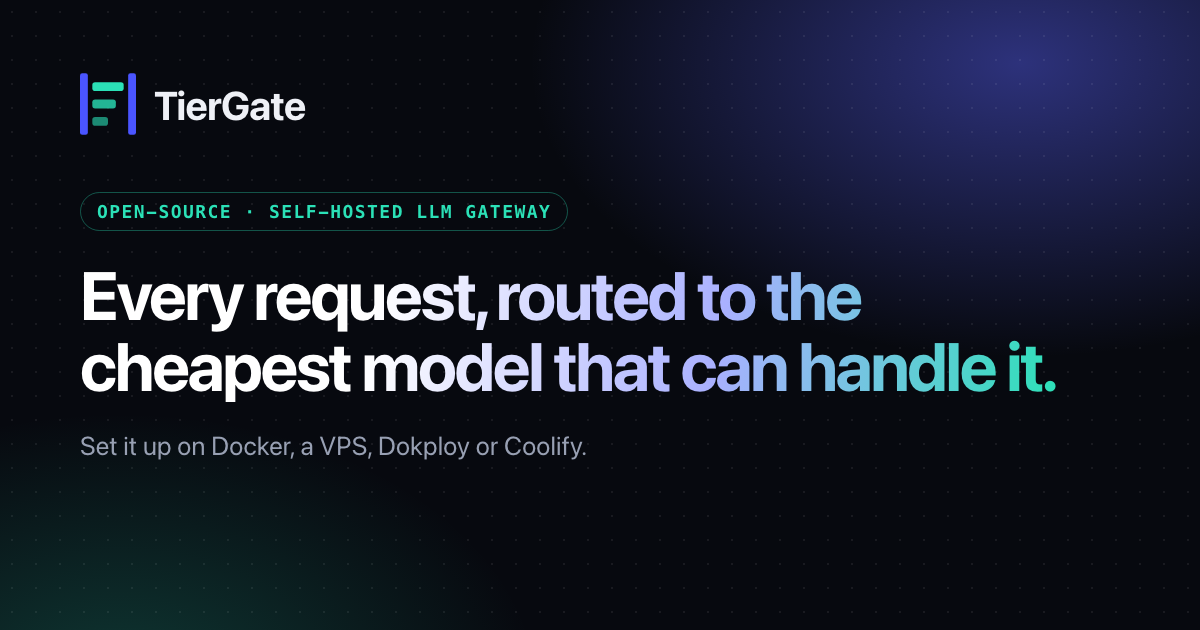 TierGate
OPEN-SOURCE · SELF-HOSTED LLM GATEWAY
Every request, routed to the
cheapest model that can handle it.
Set it up on Docker, a VPS, Dokploy or Coolify.